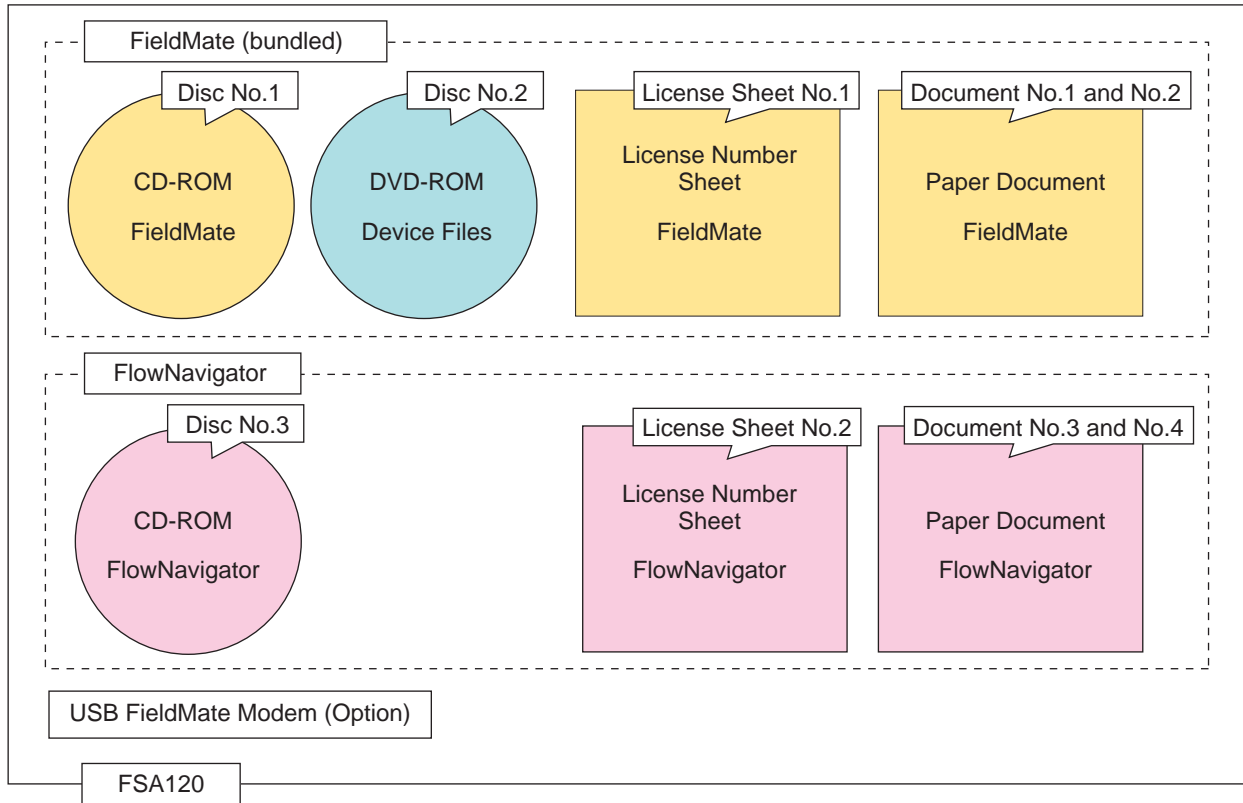 FieldMate (bundled)
Disc No.1
Disc No.2
License Sheet No.1
Document No.1 and No.2
CD-ROM
FieldMate
DVD-ROM
Device Files
License Number
Sheet
FieldMate
Paper Document
FieldMate
FlowNavigator
Disc No.3
License Sheet No.2
Document No.3 and No.4
CD-ROM
FlowNavigator
License Number
Sheet
FlowNavigator
Paper Document
FlowNavigator
USB FieldMate Modem (Option)
FSA120